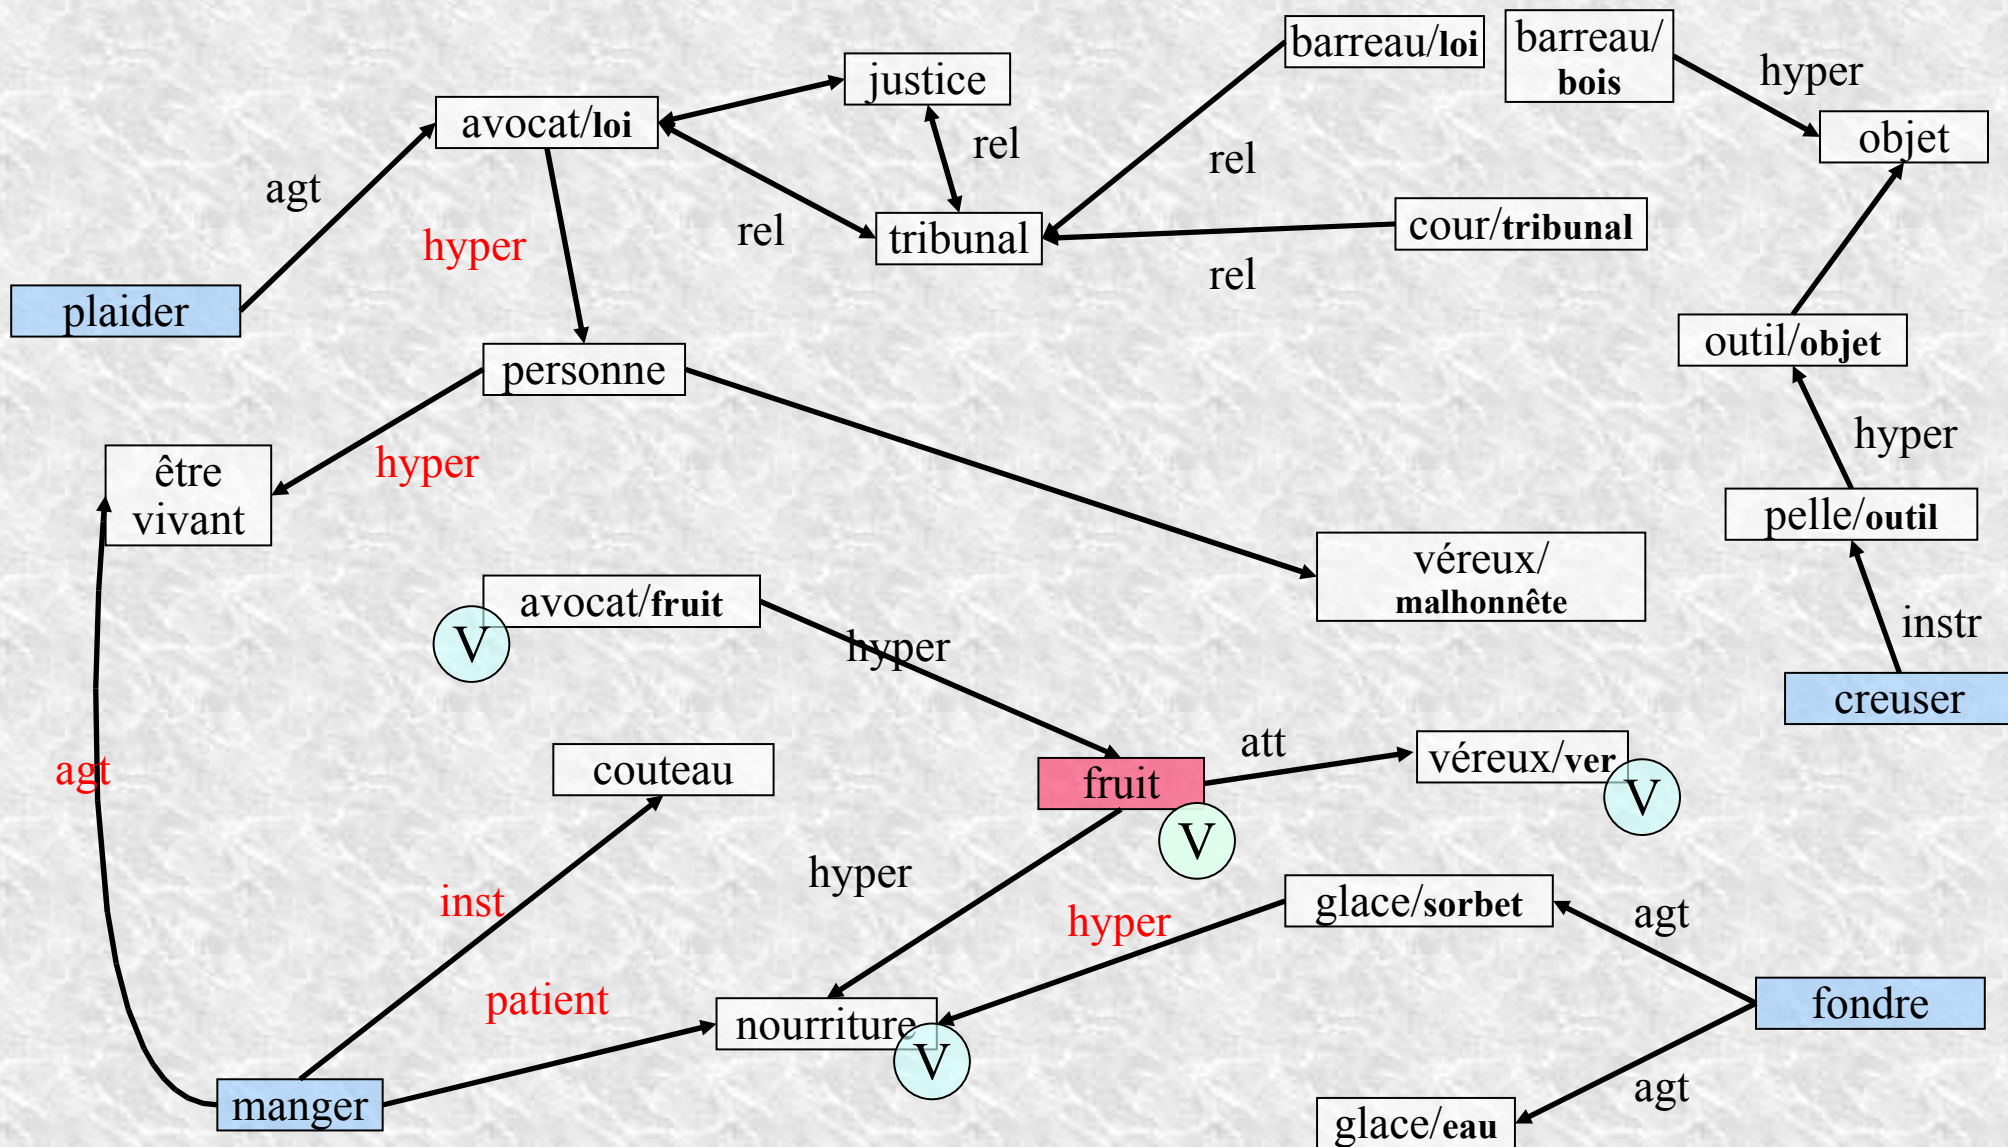 barreau/loi
barreau/
bois
hyper
justice
objet
avocat/loi
rel
rel
agt
rel
tribunal
cour/tribunal
hyper
rel
plaider
outil/objet
personne
hyper
hyper
être
vivant
pelle/outil
véreux/
malhonnête
avocat/fruit
V
hyper
instr
creuser
agt
couteau
fruit
att
véreux/ver
V
V
hyper
inst
hyper
glace/sorbet
agt
patient
nourriture
V
fondre
manger
agt
glace/eau